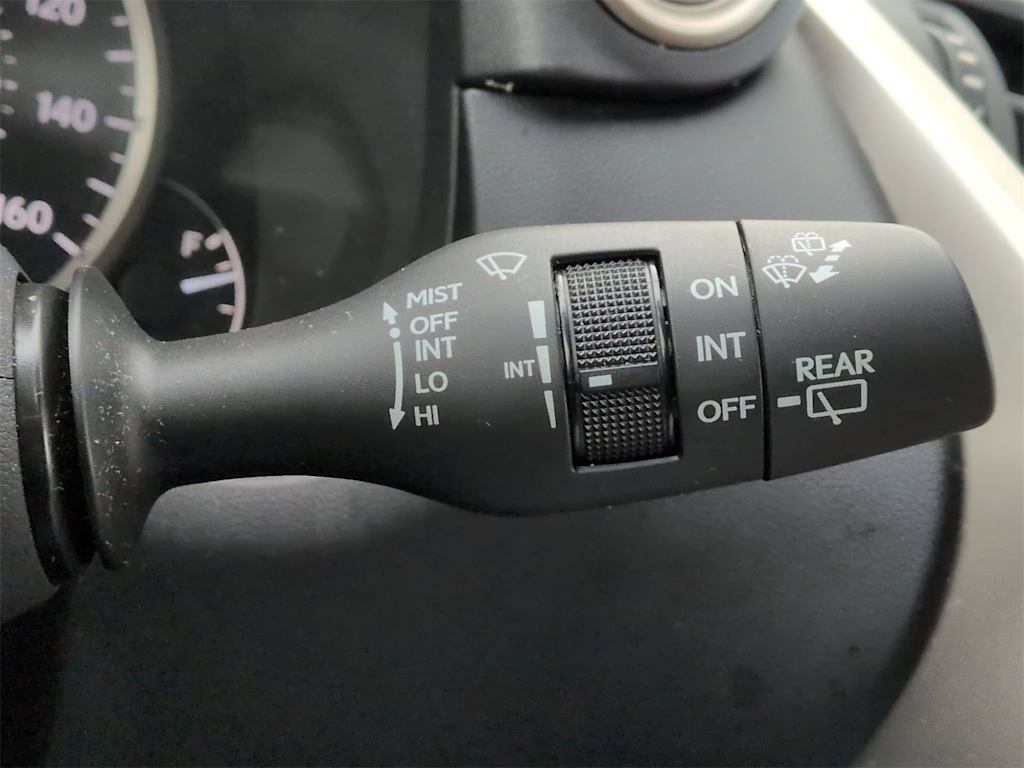 120
140
160
F
MIST
OFF
INT
LO
HI
INT
ON
INT
OFF
REAR